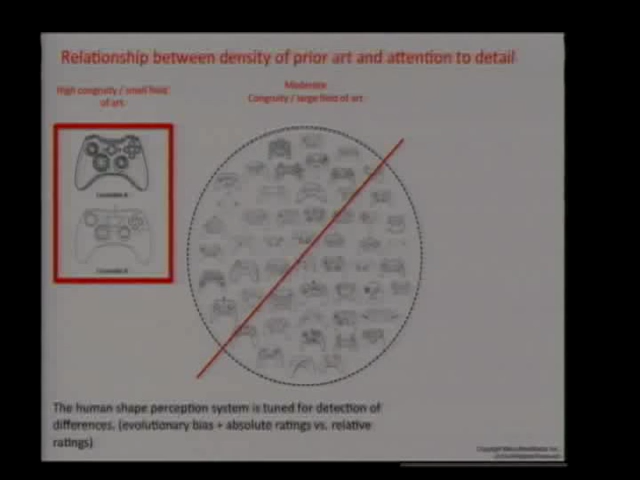 Relationship between density of prior art and attention to detail
High congruity / small field
of art
Moderate
Congruity / large field of art
The human shape perception system is tuned for detection of
differences. (evolutionary bias + absolute ratings vs. relative
ratings)